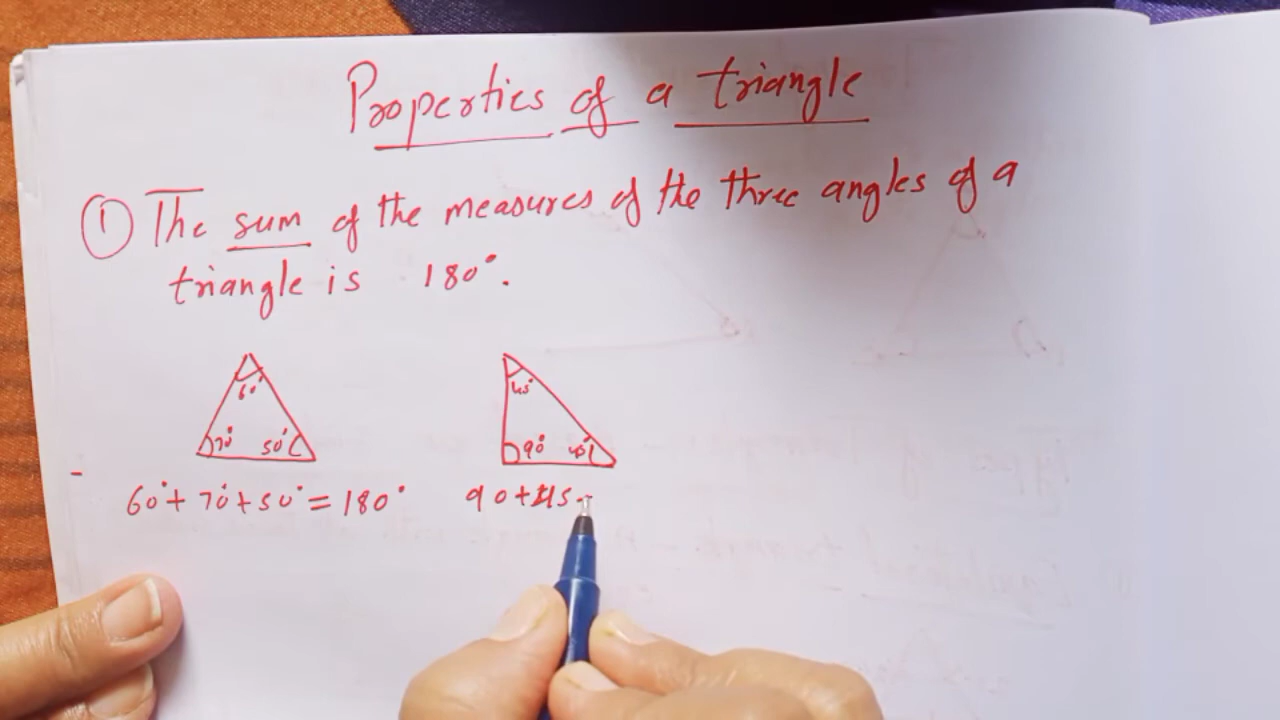 Properties of a triangle
① The sum of the measures of the three angles of a
triangle is 180°.
60°
70° 50°
45°
90° 45°
60°+70°+50°=180° 90+45